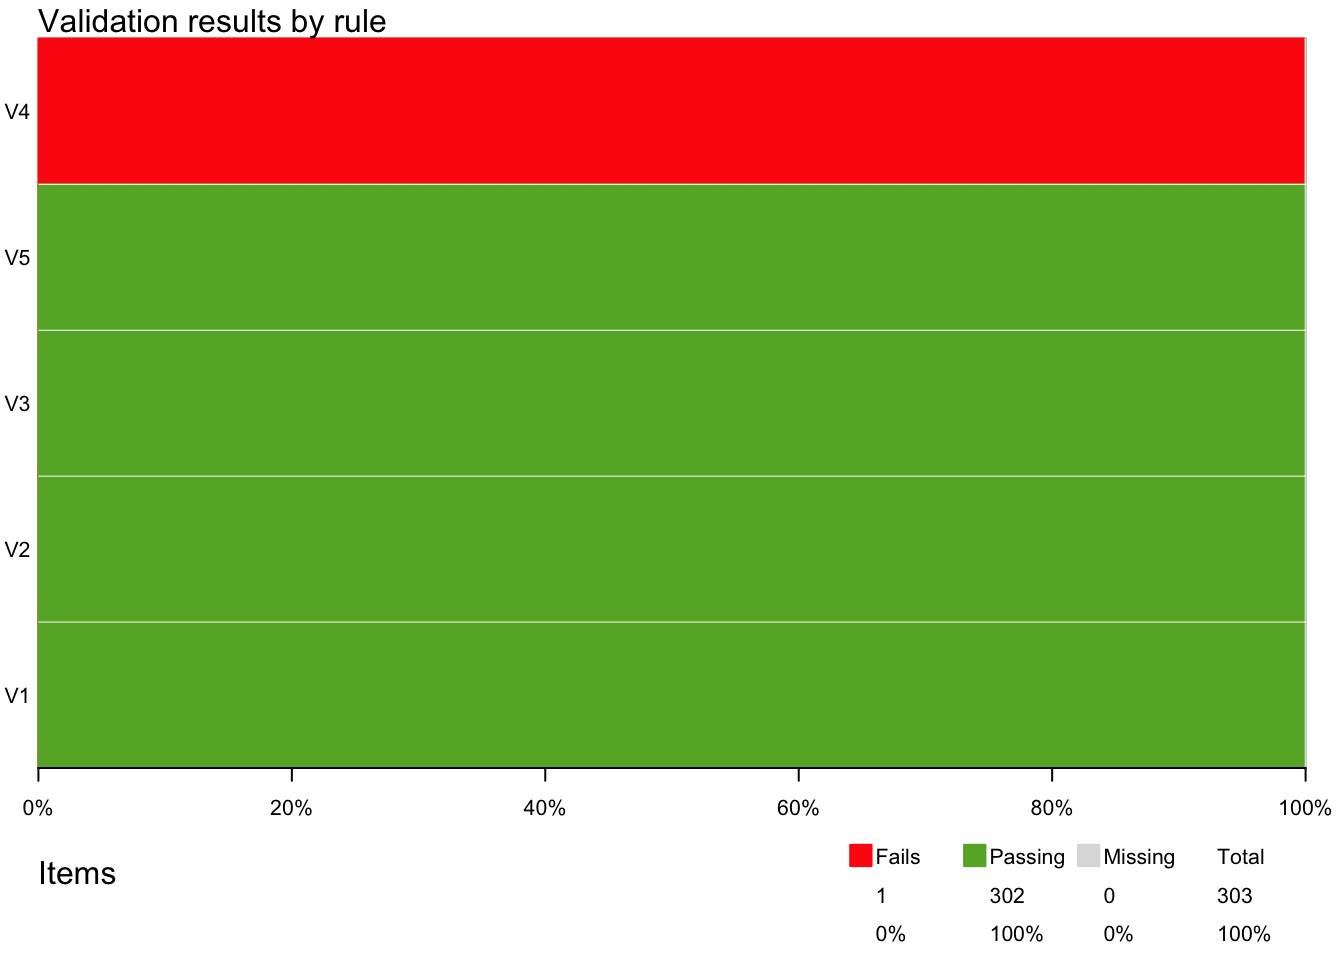 Validation results by rule
V4
V5
V3
V2
V1
0% 20% 40% 60% 80% 100%
Items
Fails Passing Missing Total
1 302 0 303
0% 100% 0% 100%